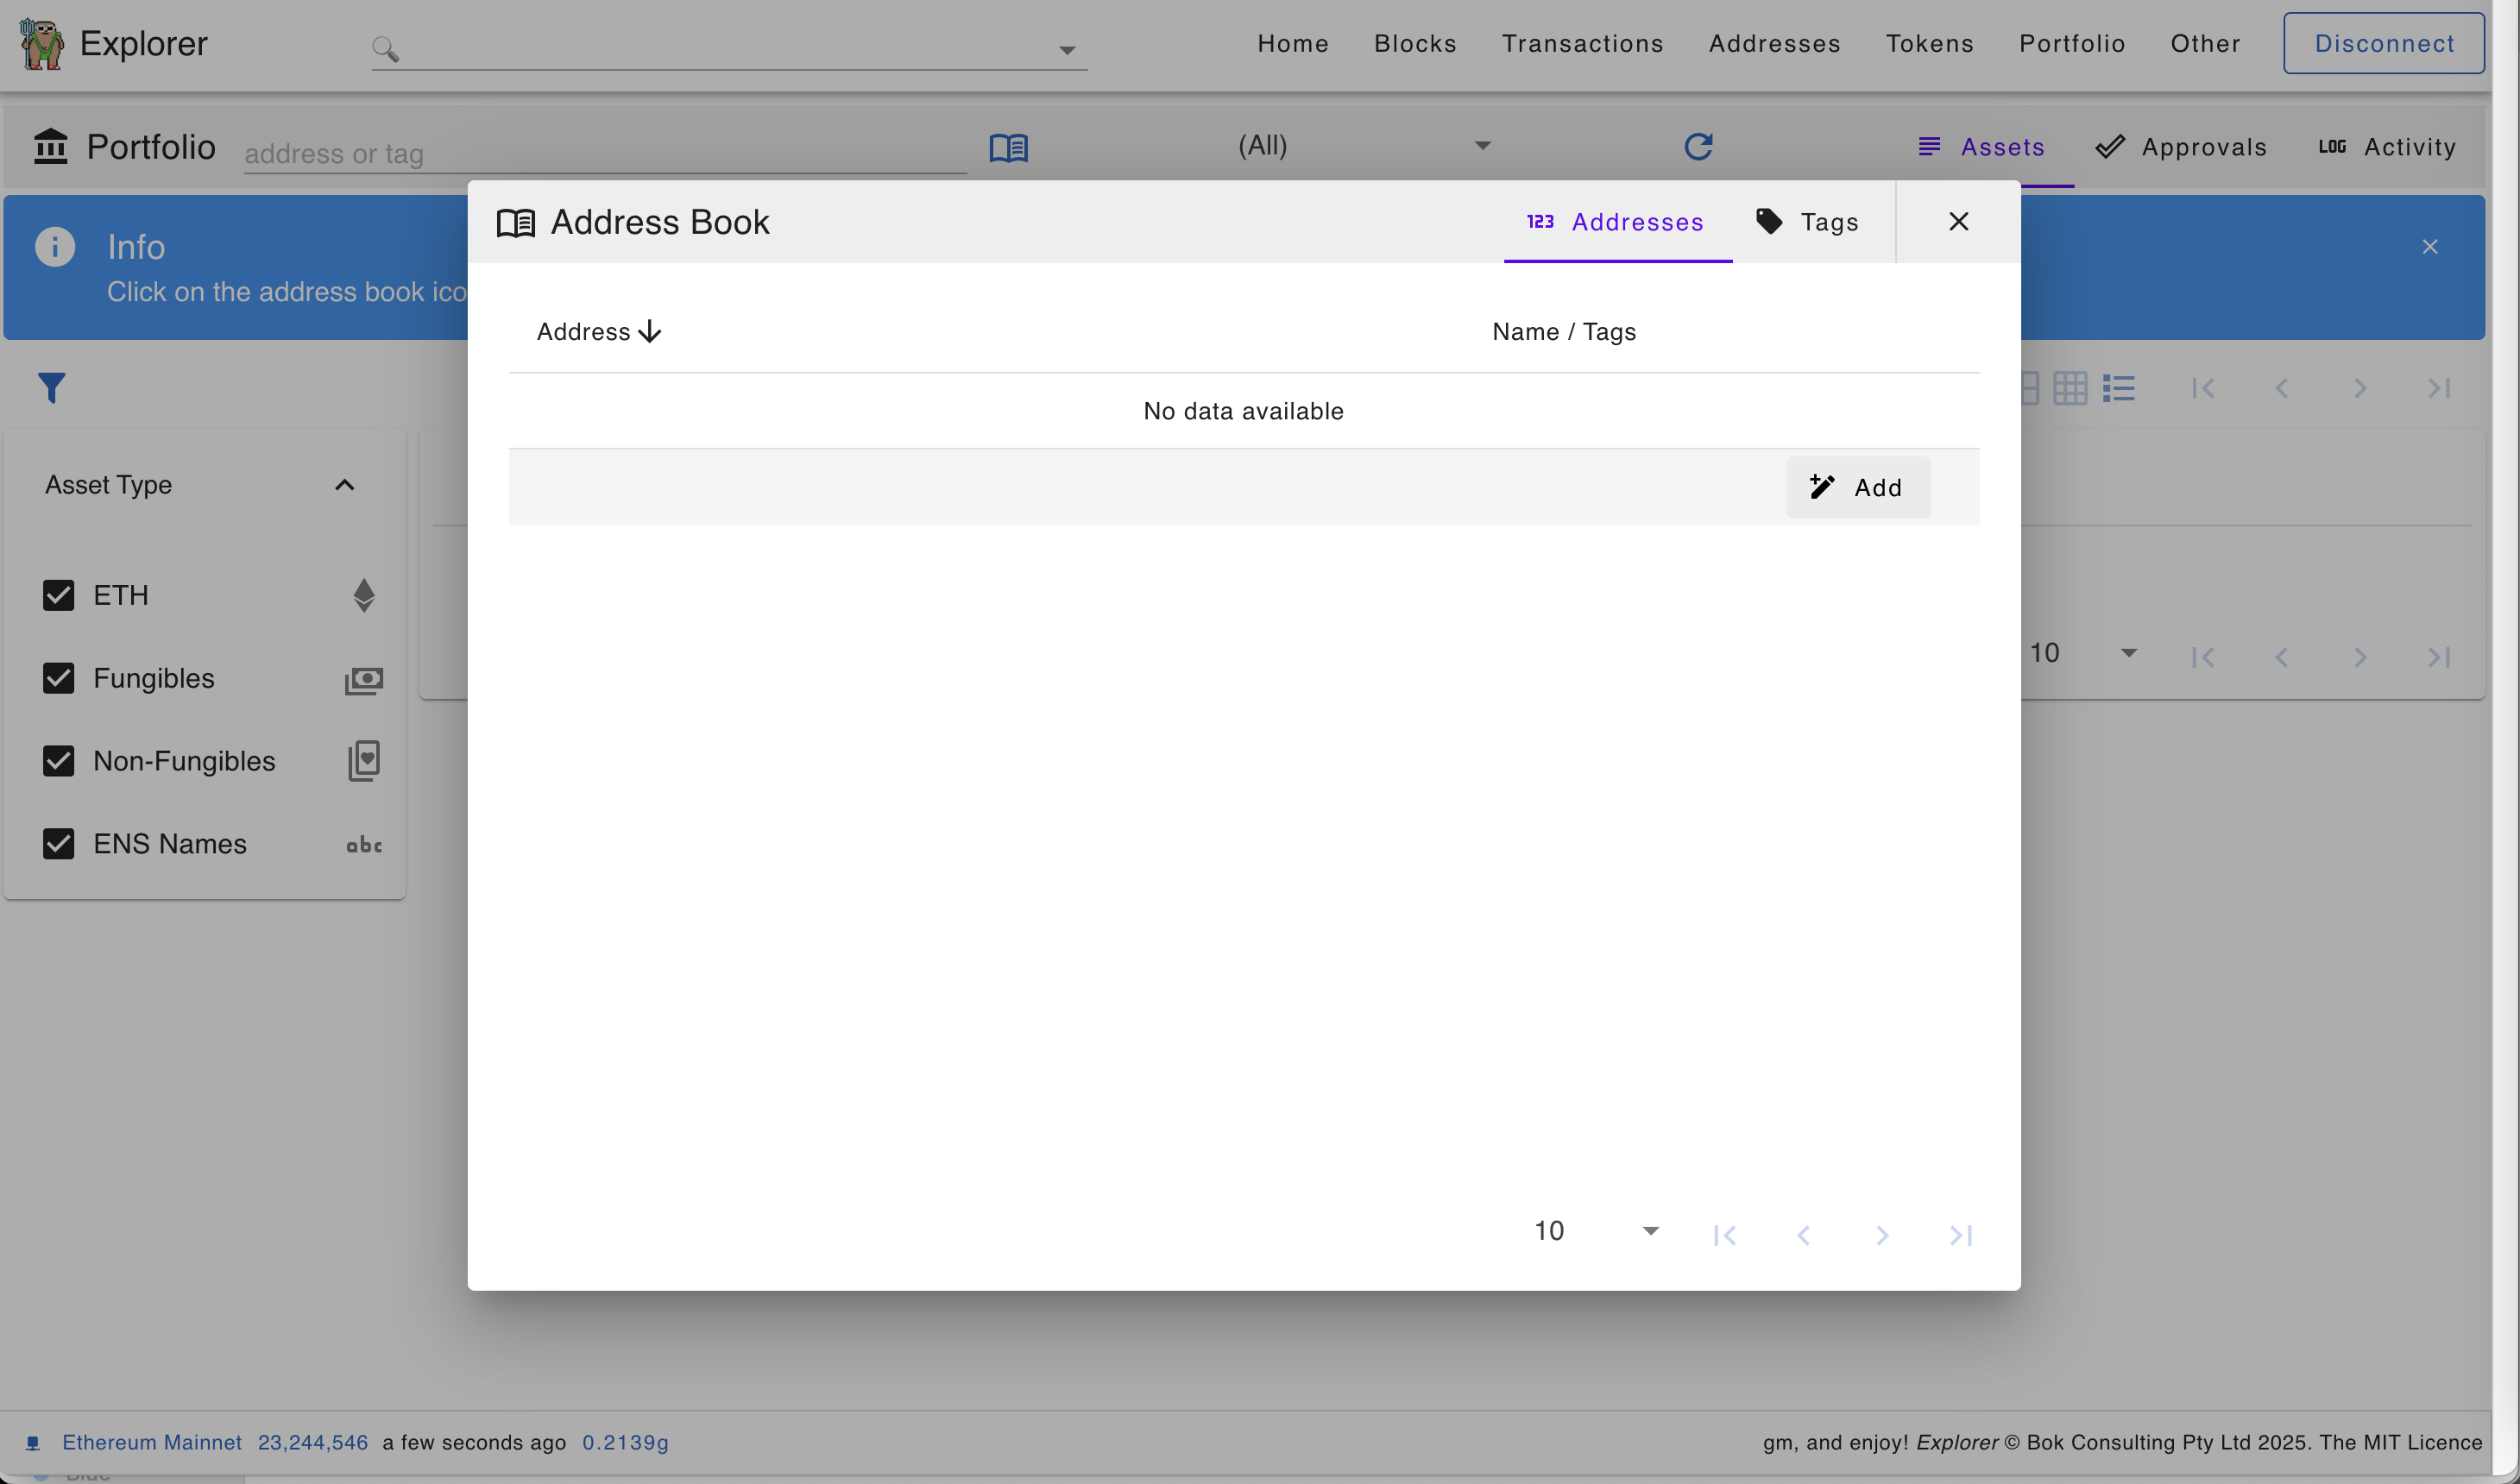 Explorer
Home Blocks Transactions Addresses Tokens Portfolio Other Disconnect
Portfolio address or tag (All) Assets Approvals LOG Activity
Address Book 123 Addresses Tags
Info
Click on the address book ico
Address Name / Tags
No data available
Asset Type
Add
ETH
Fungibles
10
Non-Fungibles
ENS Names abc
10
Ethereum Mainnet 23,244,546 a few seconds ago 0.2139g
gm, and enjoy! Explorer © Bok Consulting Pty Ltd 2025. The MIT Licence